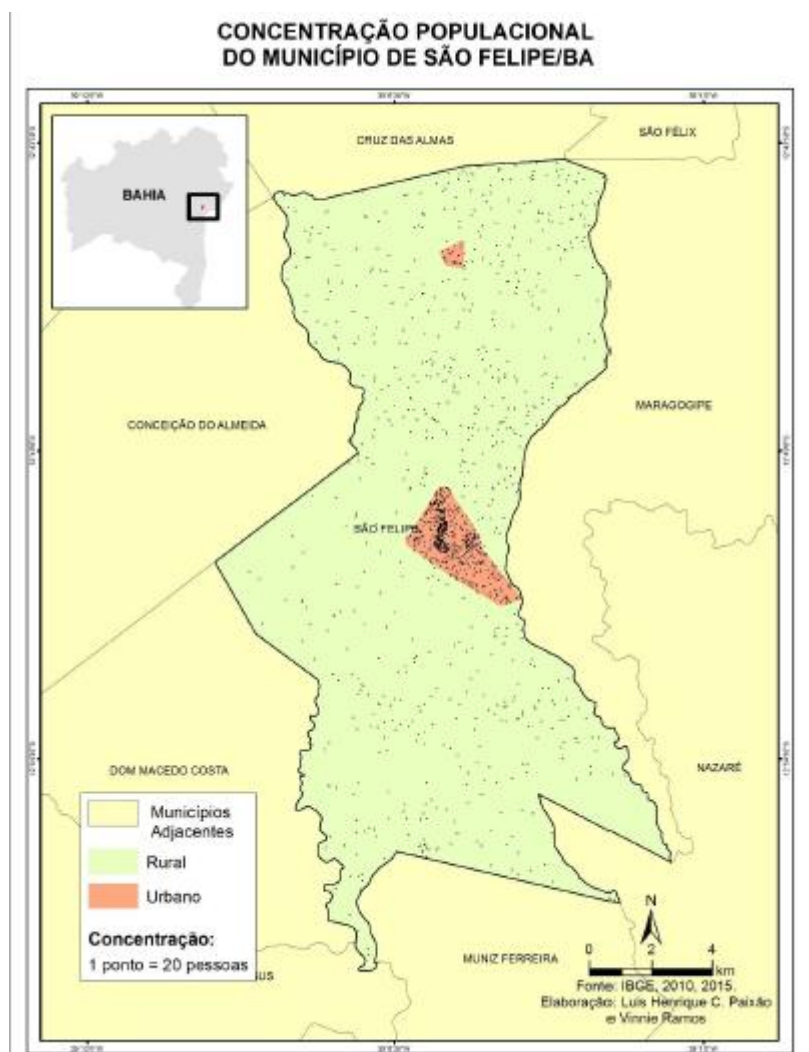 CONCENTRAÇÃO POPULACIONAL
DO MUNICÍPIO DE SÃO FELIPE/BA
CRUZ DAS ALMAS
SÃO FÉLIX
BAHIA
MARAGOGIPE
CONCEIÇÃO DO ALMEIDA
SÃO FELIPE
NAZARÉ
DOM MACEDO COSTA
Municípios
Adjacentes
Rural
Urbano
Concentração:
1 ponto = 20 pessoas
MUNIZ FERREIRA
N
0 2 4
km
Fonte: IBGE, 2010, 2015.
Elaboração: Luis Henrique C. Paixão
e Vinnie Ramos